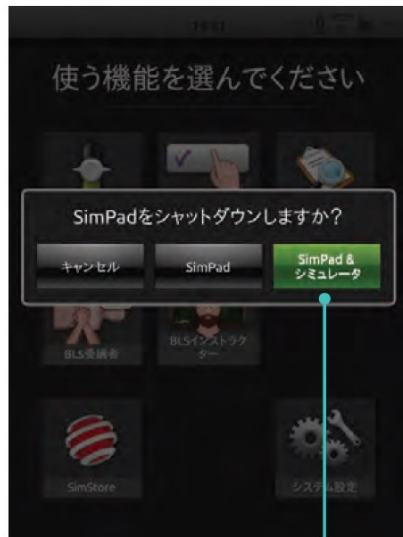 使う機能を選んでください
SimPadをシャットダウンしますか?
キャンセル
SimPad
SimPad &
シミュレータ
BLS受講者
BLSインストラク
ター
SimStore
システム設定